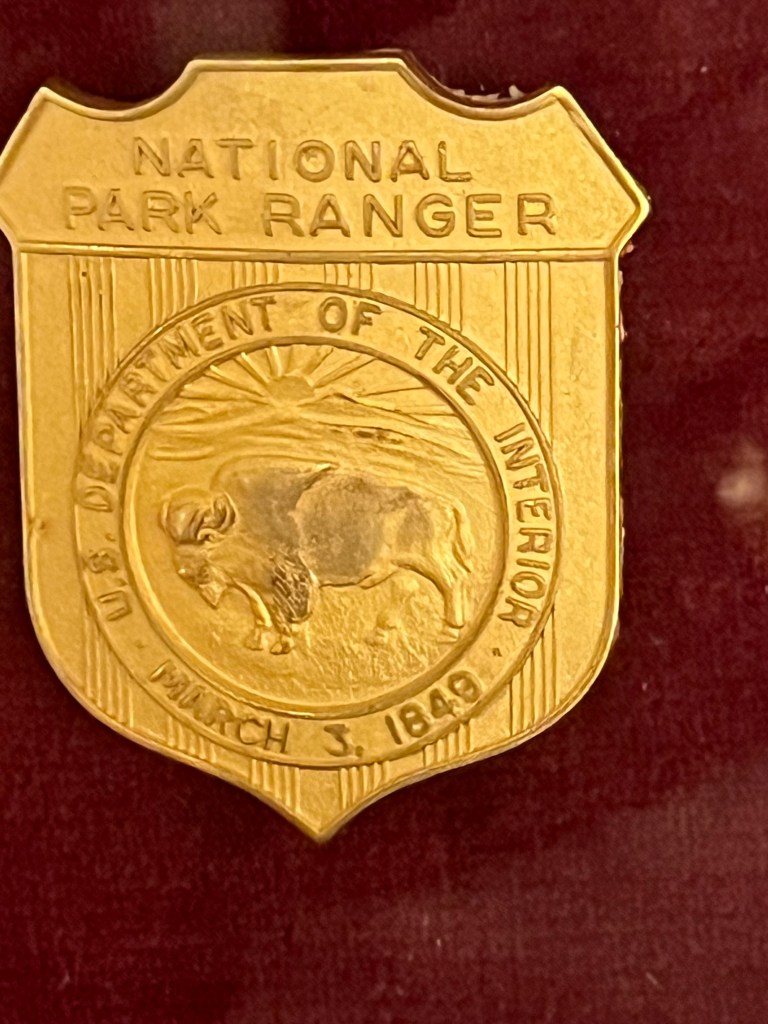 NATIONAL
PARK RANGER
U.S. DEPARTMENT OF THE INTERIOR
MARCH 3, 1849